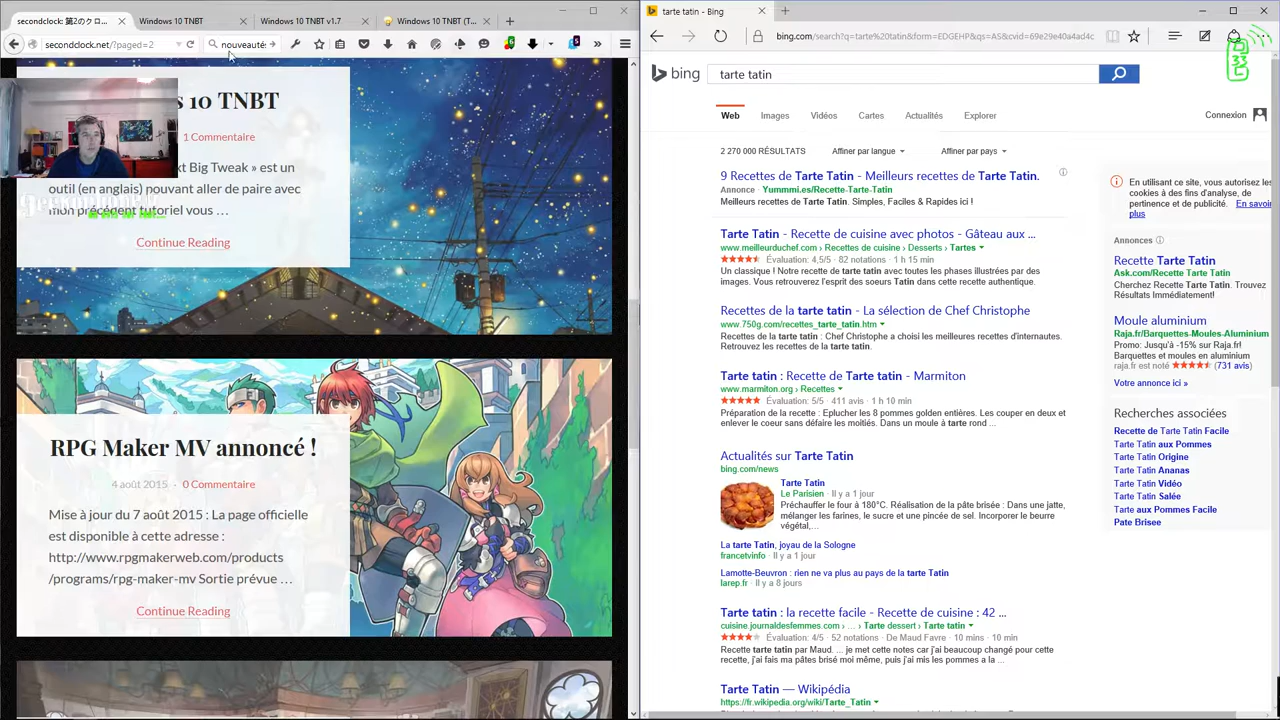 secondclock: 第2のク
Windows 10 TNBT v1.7
Windows 10 TNBT (T
secondclock.net/?paged=2
nouveauté
s 10 TNBT
1 Commentaire
xt Big Tweak » est un
outil (en anglais) pouvant aller de paire avec
mon précédent tutoriel vous …
Continue Reading
RPG Maker MV annoncé !
4 août 2015 · 0 Commentaire
Mise à jour du 7 août 2015 : La page officielle
est disponible à cette adresse :
http://www.rpgmakerweb.com/products
/programs/rpg-maker-mv Sortie prévue …
Continue Reading
tarte tatin - Bing
bing.com/search?q=tarte%20tatin&form=EDGEHP&qs=AS&cvid=69e29e40a4ad4c
bing
tarte tatin
Web Images Vidéos Cartes Actualités Explorer
Connexion
2 270 000 RÉSULTATS Affiner par langue Affiner par pays
9 Recettes de Tarte Tatin - Meilleurs recettes de Tarte Tatin.
Annonce · Yummmi.es/Recette-Tarte-Tatin
Meilleurs recettes de Tarte Tatin. Simples, Faciles & Rapides ici !
Tarte Tatin - Recette de cuisine avec photos - Gâteau aux ...
www.meilleurduchef.com › Recettes de cuisine › Desserts › Tartes
Évaluation: 4,5/5 · 82 notations · 1 h 15 min
Un classique ! Notre recette de tarte tatin avec toutes les phases illustrées par des
images. Vous retrouverez l'esprit des soeurs Tatin dans cette recette authentique.
Recettes de la tarte tatin - La sélection de Chef Christophe
www.750g.com/recettes_tarte_tatin.htm
Recettes de la tarte tatin : Chef Christophe a choisi les meilleures recettes d'internautes.
Retrouvez les recettes de la tarte tatin.
Tarte tatin : Recette de Tarte tatin - Marmiton
www.marmiton.org › Recettes
Évaluation: 5/5 · 411 avis · 1 h 10 min
Préparation de la recette : Eplucher les 8 pommes golden entières. Les couper en deux et
enlever le coeur sans défaire les moitiés. Dans un moule à tarte rond ...
Actualités sur Tarte Tatin
bing.com/news
Tarte Tatin
Le Parisien · Il y a 1 jour
Préchauffer le four à 180°C. Réalisation de la pâte brisée : Dans une jatte,
mélanger les farines, le sucre et une pincée de sel. Incorporer le beurre
végétal,...
La tarte Tatin, joyau de la Sologne
francetvinfo · Il y a 1 jour
Lamotte-Beuvron : rien ne va plus au pays de la tarte Tatin
larep.fr · Il y a 8 jours
Tarte tatin : la recette facile - Recette de cuisine : 42 ...
cuisine.journaldesfemmes.com › ... › Tarte dessert › Tarte tatin
Évaluation: 4/5 · 52 notations · De Maud Favre · 10 mins · 10 min
Recette tarte tatin par Maud. ... je met cette notes car j'ai beaucoup changé pour cette
recette, j'ai fais ma pâtes brisé moi même, puis j'ai mis les pommes a la ...
Tarte Tatin — Wikipédia
https://fr.wikipedia.org/wiki/Tarte_Tatin
En utilisant ce site, vous autorisez les
cookies à des fins d'analyse, de
pertinence et de publicité. En savoir
plus
Annonces
Recette Tarte Tatin
Ask.com/Recette Tarte Tatin
Cherchez Recette Tarte Tatin. Trouvez
Résultats Immédiatement!
Moule aluminium
Raja.fr/Barquettes-Moules-Aluminium
Promo: Jusqu'à -15% sur Raja.fr!
Barquettes et moules en aluminium
raja.fr est noté (731 avis)
Votre annonce ici »
Recherches associées
Recette de Tarte Tatin Facile
Tarte Tatin aux Pommes
Tarte Tatin Origine
Tarte Tatin Ananas
Tarte Tatin Vidéo
Tarte Tatin Salée
Tarte aux Pommes Facile
Pate Brisee